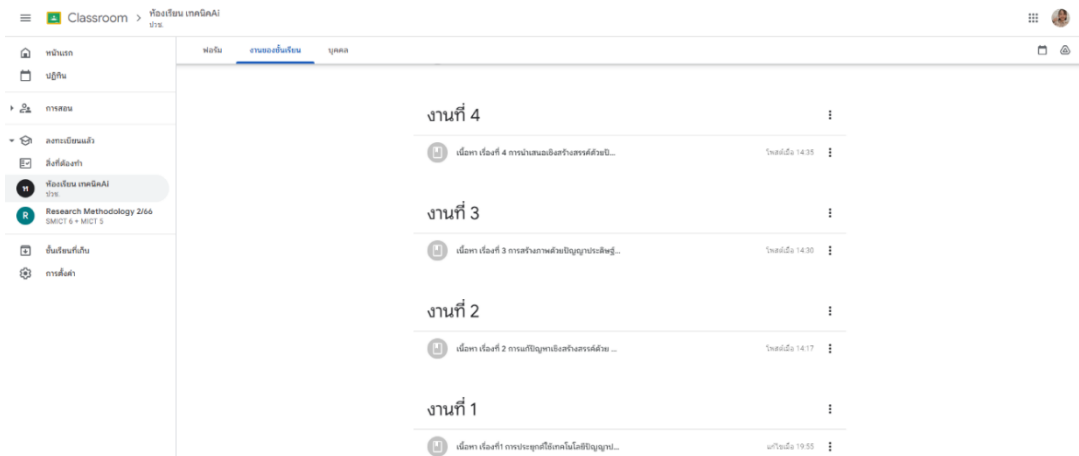 Classroom
ห้องเรียน เทคนิคAi
ปวช.
หน้าแรก
ปฏิทิน
การสอน
ลงทะเบียนแล้ว
สิ่งที่ต้องทำ
ท
ห้องเรียน เทคนิคAi
ปวช.
R
Research Methodology 2/66
SMICT 6 + MICT 5
ชั้นเรียนที่เก็บ
การตั้งค่า
ฟอรัม งานของชั้นเรียน บุคคล
งานที่ 4
เนื้อหา เรื่องที่ 4 การนำเสนอเชิงสร้างสรรค์ด้วยปั... โพสต์เมื่อ 14:35
งานที่ 3
เนื้อหา เรื่องที่ 3 การสร้างภาพด้วยปัญญาประดิษฐ์... โพสต์เมื่อ 14:30
งานที่ 2
เนื้อหา เรื่องที่ 2 การแก้ปัญหาเชิงสร้างสรรค์ด้วย ... โพสต์เมื่อ 14:17
งานที่ 1
เนื้อหา เรื่องที่1 การประยุกต์ใช้เทคโนโลยีปัญญาป... แก้ไขเมื่อ 19:55